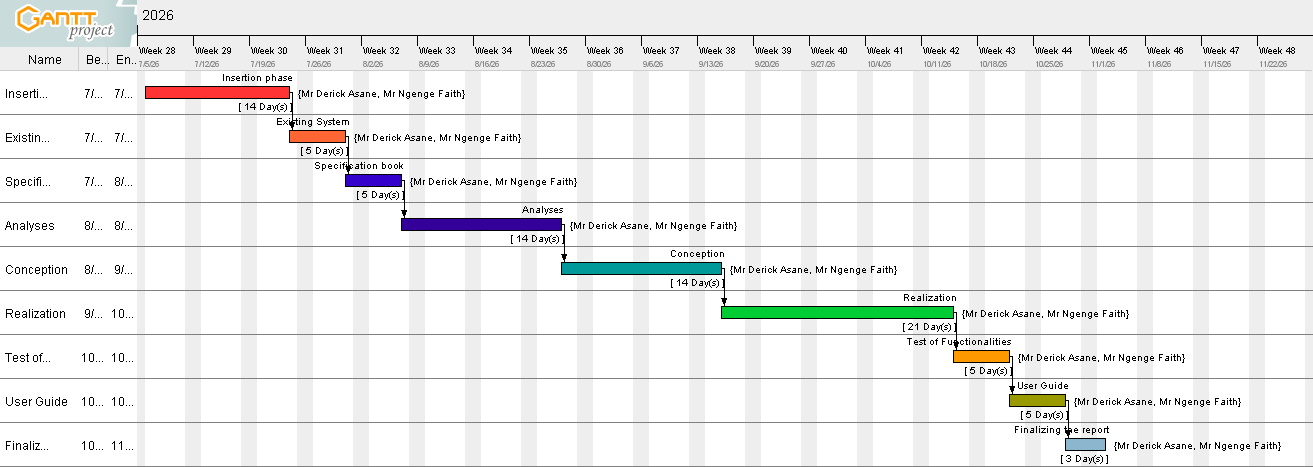 GANTT
project
2026
Week 28 Week 29 Week 30 Week 31 Week 32 Week 33 Week 34 Week 35 Week 36 Week 37 Week 38 Week 39 Week 40 Week 41 Week 42 Week 43 Week 44 Week 45 Week 46 Week 47 Week 48
Name Be... En...
7/5/26 7/12/26 7/19/26 7/26/26 8/2/26 8/9/26 8/16/26 8/23/26 8/30/26 9/6/26 9/13/26 9/20/26 9/27/26 10/4/26 10/11/26 10/18/26 10/25/26 11/1/26 11/8/26 11/15/26 11/22/26
Insertion phase
Inserti... 7/... 7/... {Mr Derick Asane, Mr Ngenge Faith}
[ 14 Day(s) ]
Existing System
Existin... 7/... 7/... {Mr Derick Asane, Mr Ngenge Faith}
[ 5 Day(s) ]
Specification book
Specifi... 7/... 8/... {Mr Derick Asane, Mr Ngenge Faith}
[ 5 Day(s) ]
Analyses
Analyses 8/... 8/... {Mr Derick Asane, Mr Ngenge Faith}
[ 14 Day(s) ]
Conception
Conception 8/... 9/... {Mr Derick Asane, Mr Ngenge Faith}
[ 14 Day(s) ]
Realization
Realization 9/... 10... {Mr Derick Asane, Mr Ngenge Faith}
[ 21 Day(s) ]
Test of Functionalities
Test of... 10... 10... {Mr Derick Asane, Mr Ngenge Faith}
[ 5 Day(s) ]
User Guide
User Guide 10... 10... {Mr Derick Asane, Mr Ngenge Faith}
[ 5 Day(s) ]
Finalizing the report
Finaliz... 10... 11... {Mr Derick Asane, Mr Ngenge Faith}
[ 3 Day(s) ]